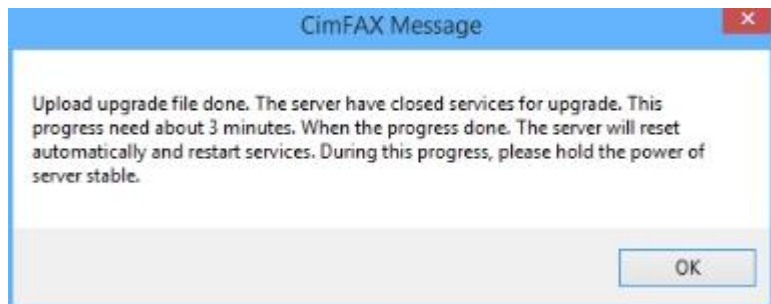 CimFAX Message
Upload upgrade file done. The server have closed services for upgrade. This
progress need about 3 minutes. When the progress done. The server will reset
automatically and restart services. During this progress, please hold the power of
server stable.
OK